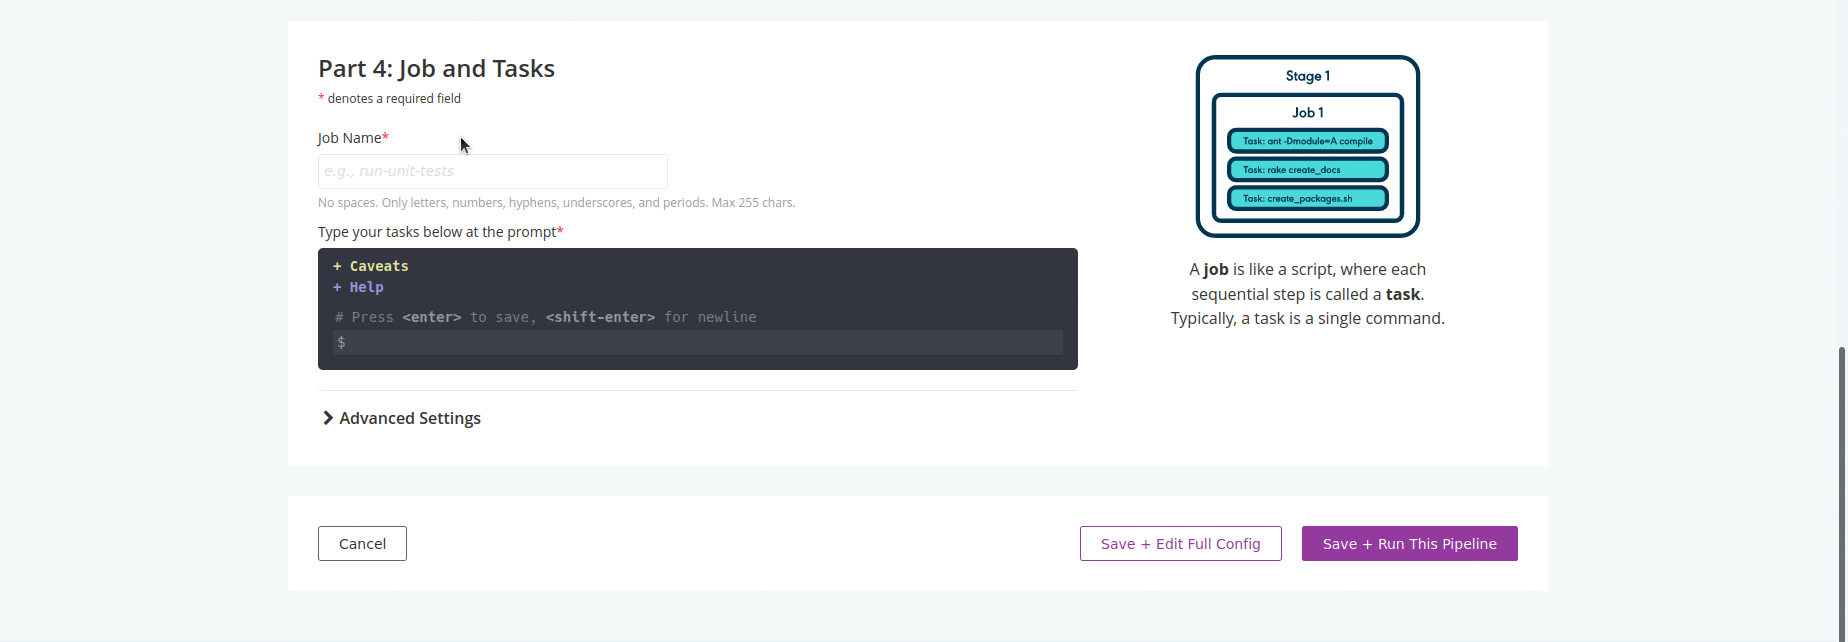 Part 4: Job and Tasks
* denotes a required field
Job Name*
e.g., run-unit-tests
No spaces. Only letters, numbers, hyphens, underscores, and periods. Max 255 chars.
Type your tasks below at the prompt*
+ Caveats
+ Help
# Press <enter> to save, <shift-enter> for newline
$
Advanced Settings
Stage 1
Job 1
Task: ant -Dmodule=A compile
Task: rake create_docs
Task: create_packages.sh
A job is like a script, where each
sequential step is called a task.
Typically, a task is a single command.
Cancel
Save + Edit Full Config
Save + Run This Pipeline